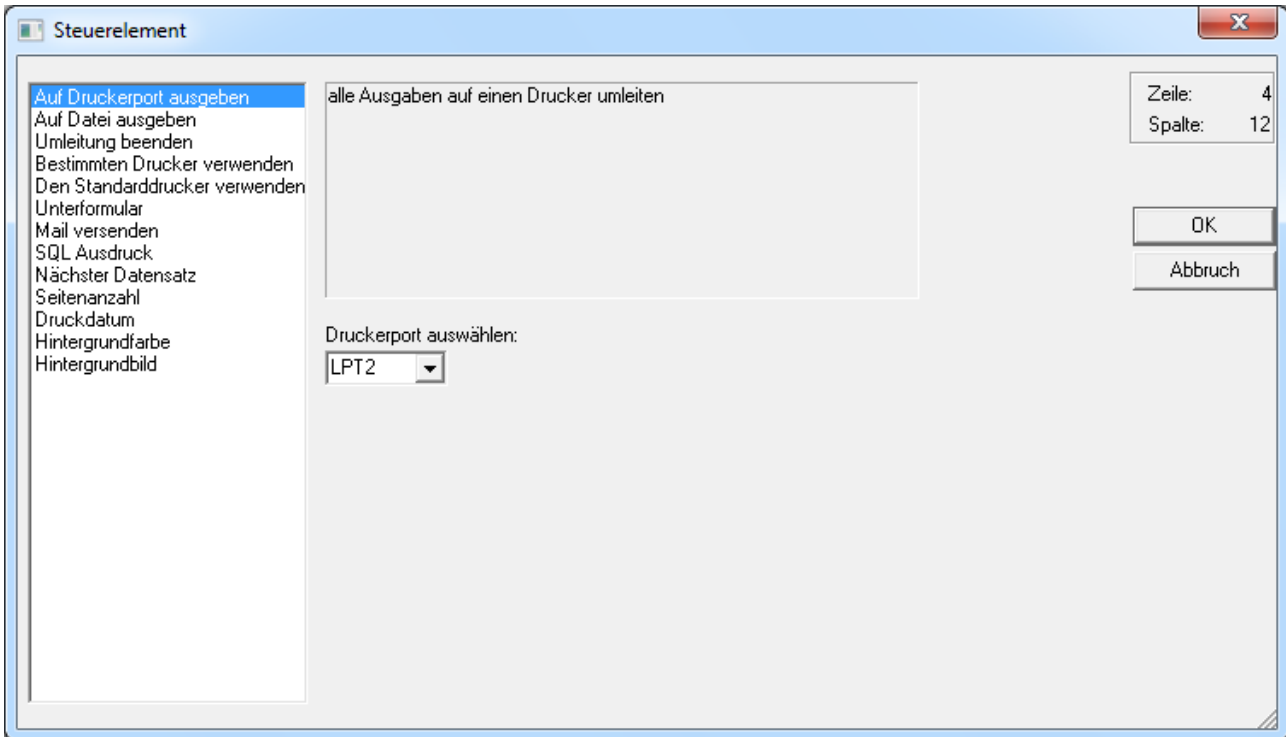 Steuerelement
Auf Druckerport ausgeben
Auf Datei ausgeben
Umleitung beenden
Bestimmten Drucker verwenden
Den Standarddrucker verwenden
Unterformular
Mail versenden
SQL Ausdruck
Nächster Datensatz
Seitenanzahl
Druckdatum
Hintergrundfarbe
Hintergrundbild
alle Ausgaben auf einen Drucker umleiten
Druckerport auswählen:
LPT2
Zeile: 4
Spalte: 12
OK
Abbruch